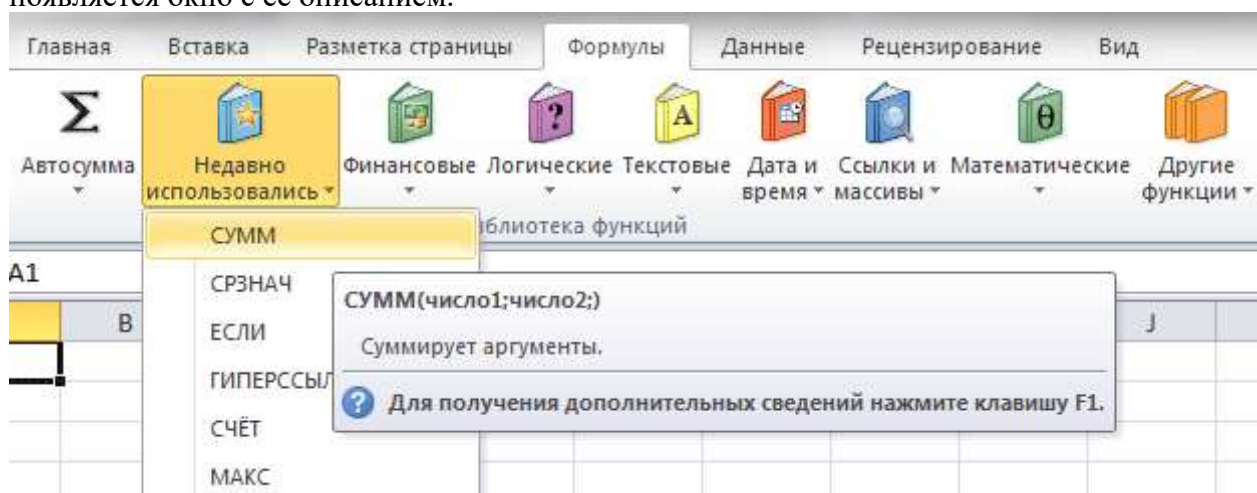 появляется окно с ее описанием.
Главная Вставка Разметка страницы Формулы Данные Рецензирование Вид
Σ ? A θ
Автосумма Недавно использовались Финансовые Логические Текстовые Дата и время Ссылки и массивы Математические Другие функции
иблиотека функций
СУММ
A1
СРЗНАЧ
СУММ(число1;число2;)
B J
ЕСЛИ
Суммирует аргументы.
ГИПЕРССЫЛ
? Для получения дополнительных сведений нажмите клавишу F1.
СЧЁТ
МАКС